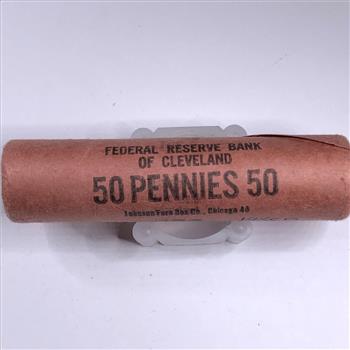 FEDERAL RESERVE BANK
OF CLEVELAND
50 PENNIES 50
Johnson Fare Box Co., Chicago 40